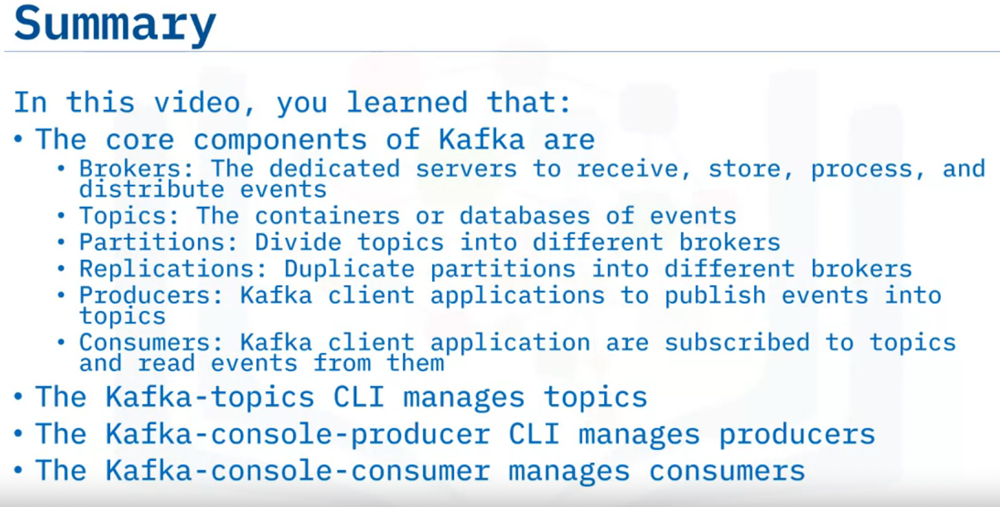 Summary
In this video, you learned that:
• The core components of Kafka are
• Brokers: The dedicated servers to receive, store, process, and
distribute events
• Topics: The containers or databases of events
• Partitions: Divide topics into different brokers
• Replications: Duplicate partitions into different brokers
• Producers: Kafka client applications to publish events into
topics
• Consumers: Kafka client application are subscribed to topics
and read events from them
• The Kafka-topics CLI manages topics
• The Kafka-console-producer CLI manages producers
• The Kafka-console-consumer manages consumers